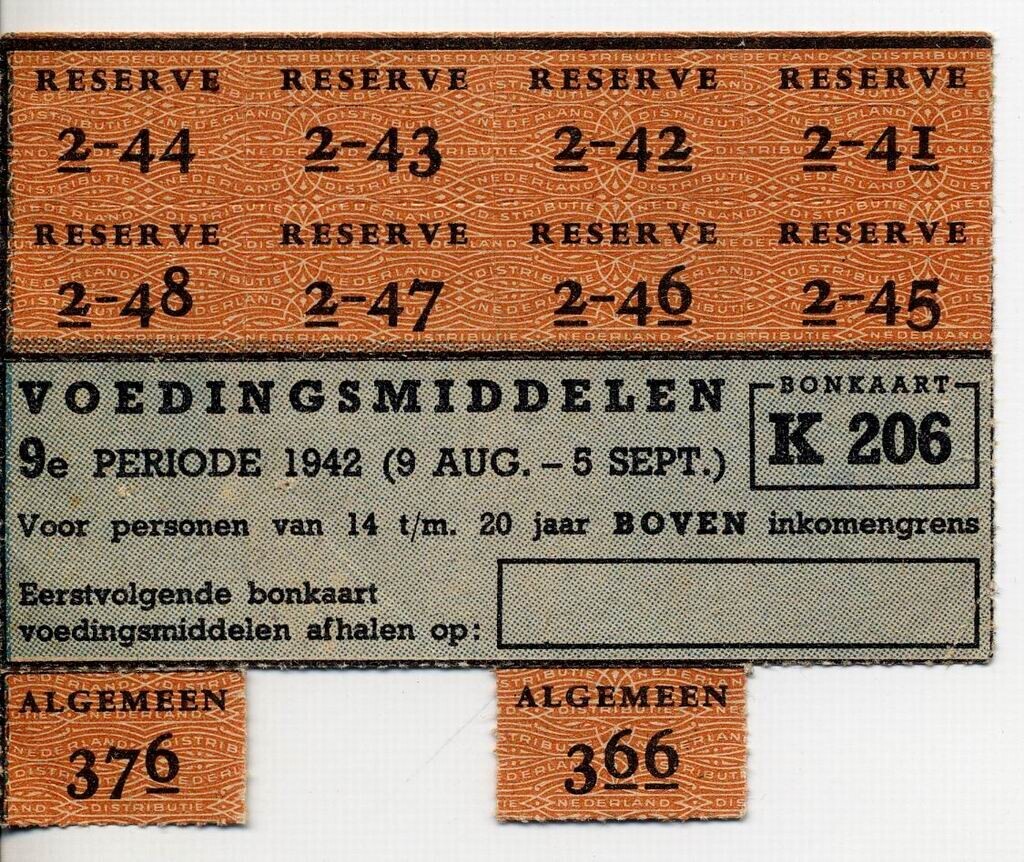 RESERVE RESERVE RESERVE RESERVE
2-44 2-43 2-42 2-41
RESERVE RESERVE RESERVE RESERVE
2-48 2-47 2-46 2-45
VOEDINGSMIDDELEN
BONKAART
K 206
9e PERIODE 1942 (9 AUG. – 5 SEPT.)
Voor personen van 14 t/m. 20 jaar BOVEN inkomengrens
Eerstvolgende bonkaart
voedingsmiddelen afhalen op:
ALGEMEEN ALGEMEEN
376 366